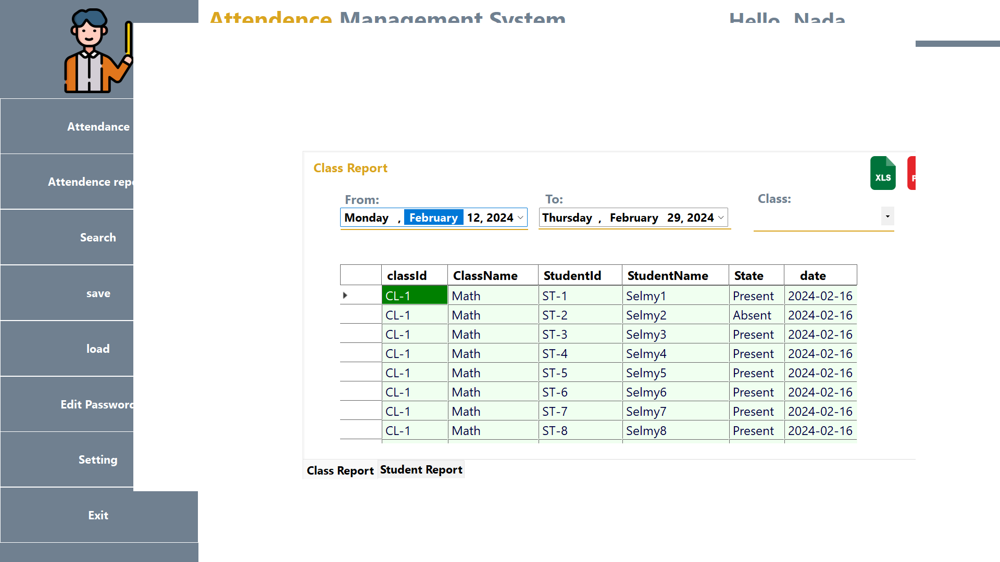 Attendence Management System
Hello, Nada
Attendance
Attendence
Search
save
load
Edit Password
Setting
Exit
Class Report
XLS
From:
To:
Class:
Monday , February 12, 2024
Thursday , February 29, 2024
classId ClassName StudentId StudentName State date
CL-1 Math ST-1 Selmy1 Present 2024-02-16
CL-1 Math ST-2 Selmy2 Absent 2024-02-16
CL-1 Math ST-3 Selmy3 Present 2024-02-16
CL-1 Math ST-4 Selmy4 Present 2024-02-16
CL-1 Math ST-5 Selmy5 Present 2024-02-16
CL-1 Math ST-6 Selmy6 Present 2024-02-16
CL-1 Math ST-7 Selmy7 Present 2024-02-16
CL-1 Math ST-8 Selmy8 Present 2024-02-16
Class Report Student Report